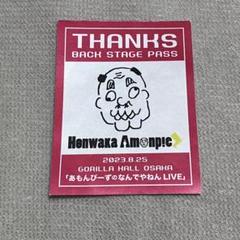 THANKS
BACK STAGE PASS
Honwaka Amonpic
2023.8.25
GORILLA HALL OSAKA
「あもんぴーずのなんでやねん LIVE」